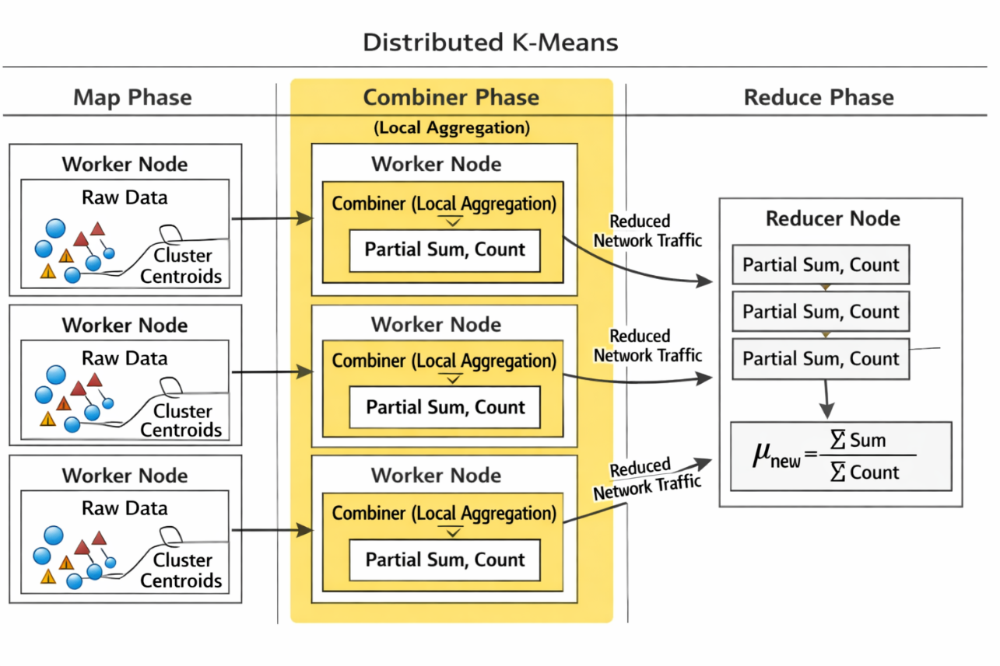 Distributed K-Means
Map Phase
Combiner Phase
Reduce Phase
(Local Aggregation)
Worker Node
Raw Data
Cluster
Centroids
Worker Node
Raw Data
Cluster
Centroids
Worker Node
Raw Data
Cluster
Centroids
Worker Node
Combiner (Local Aggregation)
Partial Sum, Count
Worker Node
Combiner (Local Aggregation)
Partial Sum, Count
Worker Node
Combiner (Local Aggregation)
Partial Sum, Count
Reduced
Network Traffic
Reduced
Network Traffic
Reduced
Network Traffic
Reducer Node
Partial Sum, Count
Partial Sum, Count
Partial Sum, Count
μnew = Σ Sum
Σ Count